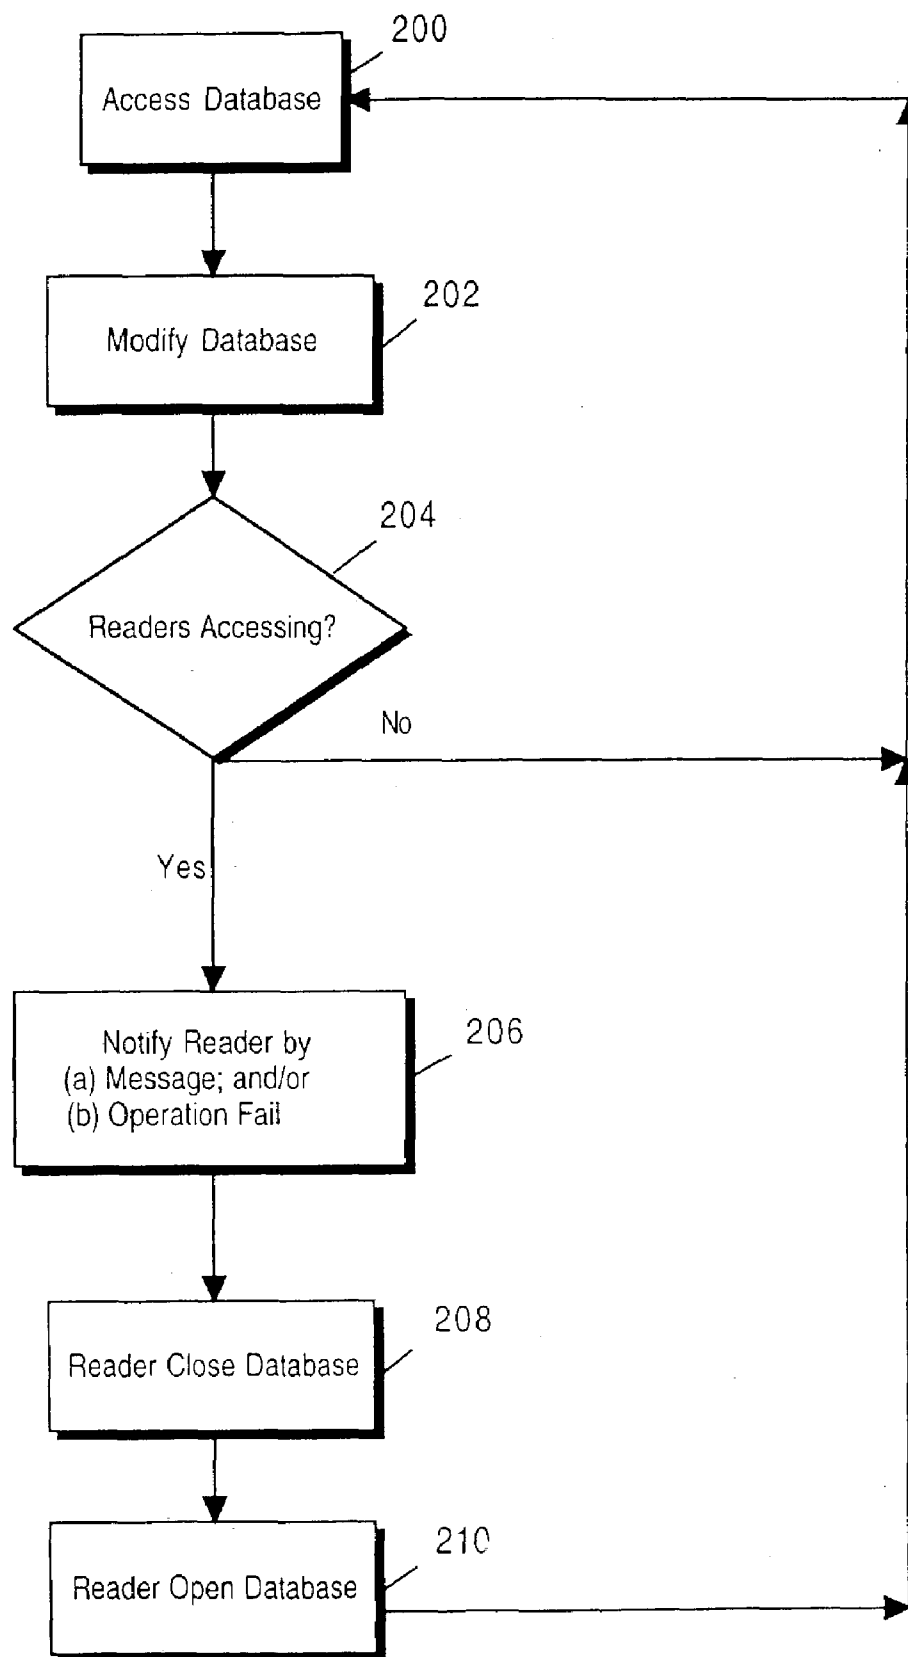 200
Access Database
202
Modify Database
204
Readers Accessing?
No
Yes
206
Notify Reader by
(a) Message; and/or
(b) Operation Fail
208
Reader Close Database
210
Reader Open Database